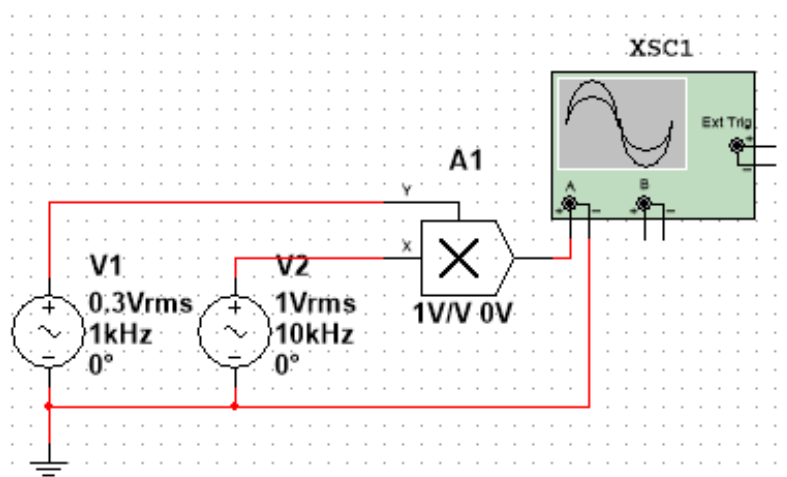 XSC1
Ext Trig
+
−
A
B
+ − + −
A1
Y
X
V1
0.3Vrms
1kHz
0°
+
−
V2
1Vrms
10kHz
0°
+
−
1V/V 0V